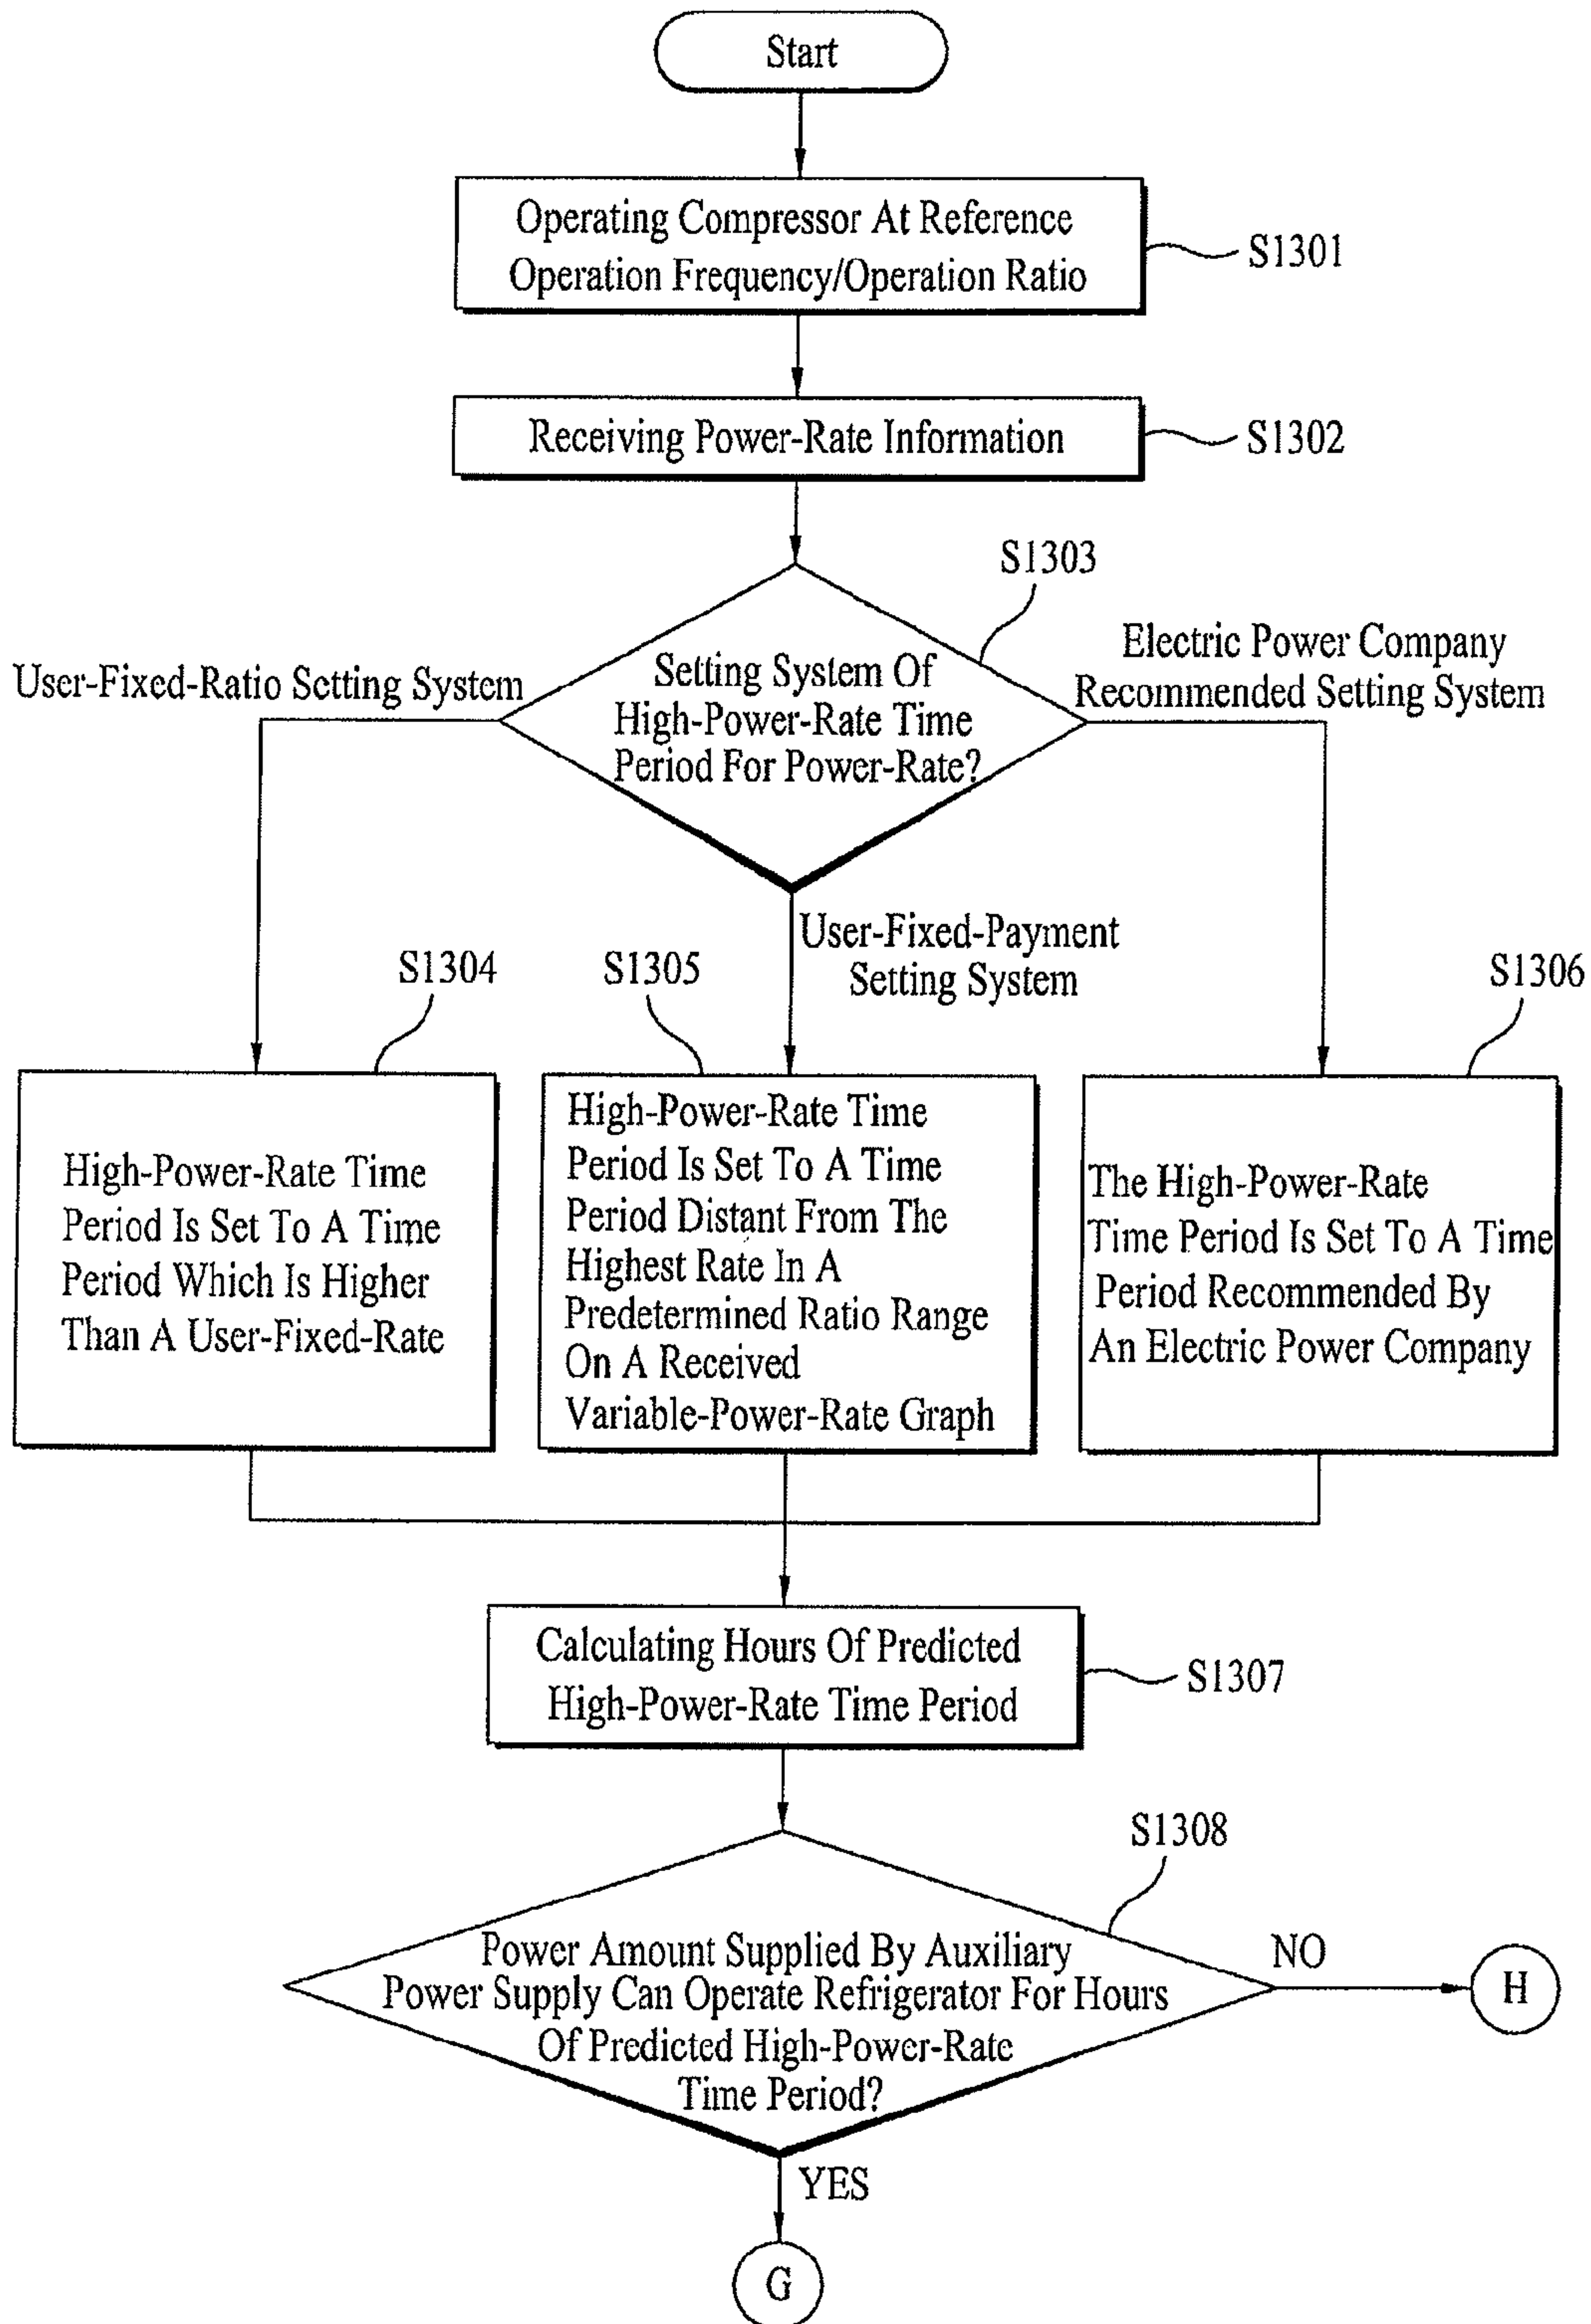 Start
Operating Compressor At Reference
Operation Frequency/Operation Ratio
S1301
Receiving Power-Rate Information
S1302
S1303
Setting System Of
High-Power-Rate Time
Period For Power-Rate?
User-Fixed-Ratio Setting System
Electric Power Company
Recommended Setting System
User-Fixed-Payment
Setting System
S1304
High-Power-Rate Time
Period Is Set To A Time
Period Which Is Higher
Than A User-Fixed-Rate
S1305
High-Power-Rate Time
Period Is Set To A Time
Period Distant From The
Highest Rate In A
Predetermined Ratio Range
On A Received
Variable-Power-Rate Graph
S1306
The High-Power-Rate
Time Period Is Set To A Time
Period Recommended By
An Electric Power Company
Calculating Hours Of Predicted
High-Power-Rate Time Period
S1307
S1308
Power Amount Supplied By Auxiliary
Power Supply Can Operate Refrigerator For Hours
Of Predicted High-Power-Rate
Time Period?
NO
H
YES
G